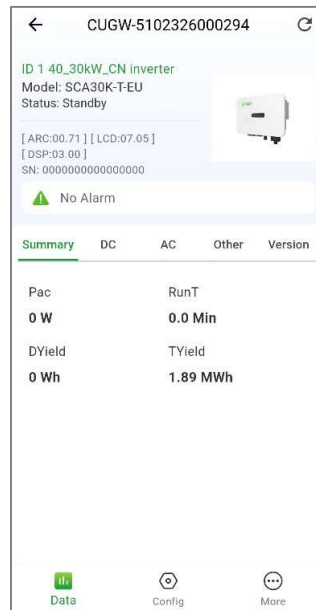 CUGW-5102326000294
ID 1 40_30kW_CN inverter
Model: SCA30K-T-EU
Status: Standby
[ ARC:00.71 ] [ LCD:07.05 ]
[ DSP:03.00 ]
SN: 0000000000000000
No Alarm
Summary DC AC Other Version
Pac RunT
0 W 0.0 Min
DYield TYield
0 Wh 1.89 MWh
Data Config More